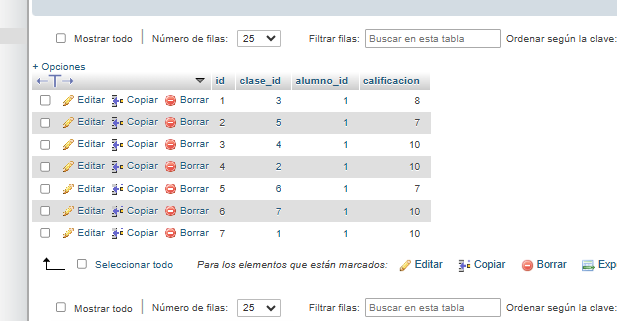 Mostrar todo | Número de filas: 25 Filtrar filas: Buscar en esta tabla Ordenar según la clave:
+ Opciones
←T→ id clase_id alumno_id calificacion
Editar Copiar Borrar 1 3 1 8
Editar Copiar Borrar 2 5 1 7
Editar Copiar Borrar 3 4 1 10
Editar Copiar Borrar 4 2 1 10
Editar Copiar Borrar 5 6 1 7
Editar Copiar Borrar 6 7 1 10
Editar Copiar Borrar 7 1 1 10
Seleccionar todo Para los elementos que están marcados: Editar Copiar Borrar Exp
Mostrar todo | Número de filas: 25 Filtrar filas: Buscar en esta tabla Ordenar según la clave: